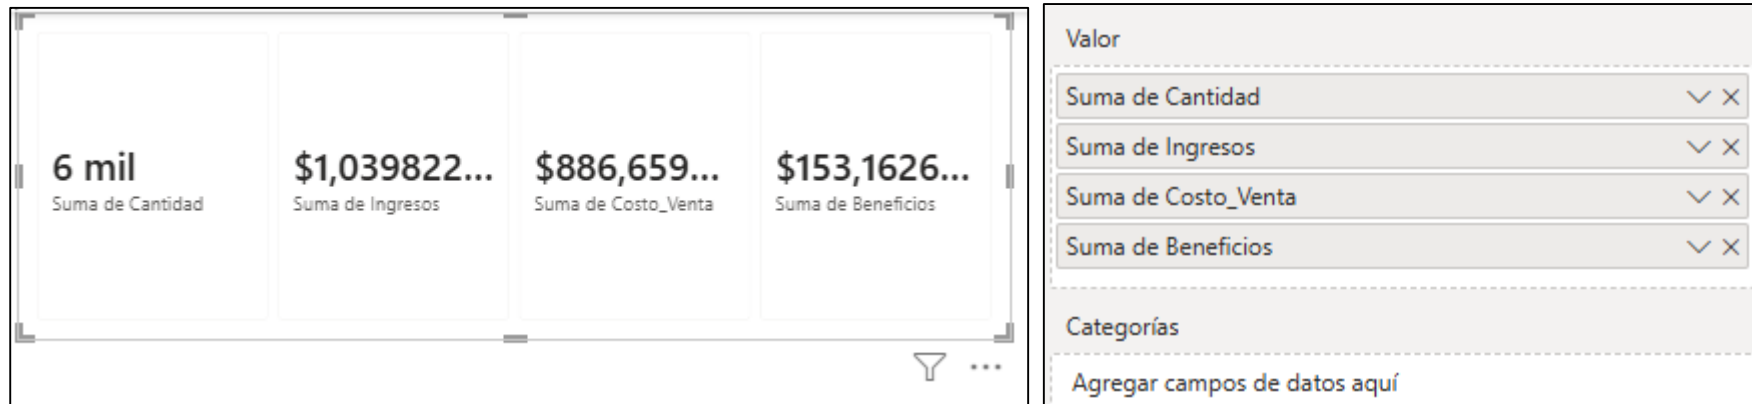 6 mil
Suma de Cantidad
$1,039822...
Suma de Ingresos
$886,659...
Suma de Costo_Venta
$153,1626...
Suma de Beneficios
Valor
Suma de Cantidad
Suma de Ingresos
Suma de Costo_Venta
Suma de Beneficios
Categorías
Agregar campos de datos aquí